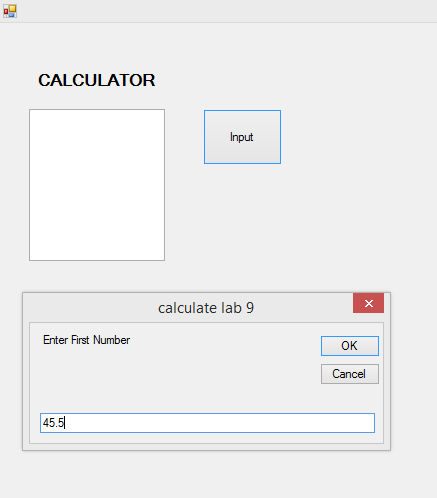 CALCULATOR
Input
calculate lab 9
Enter First Number
OK
Cancel
45.5